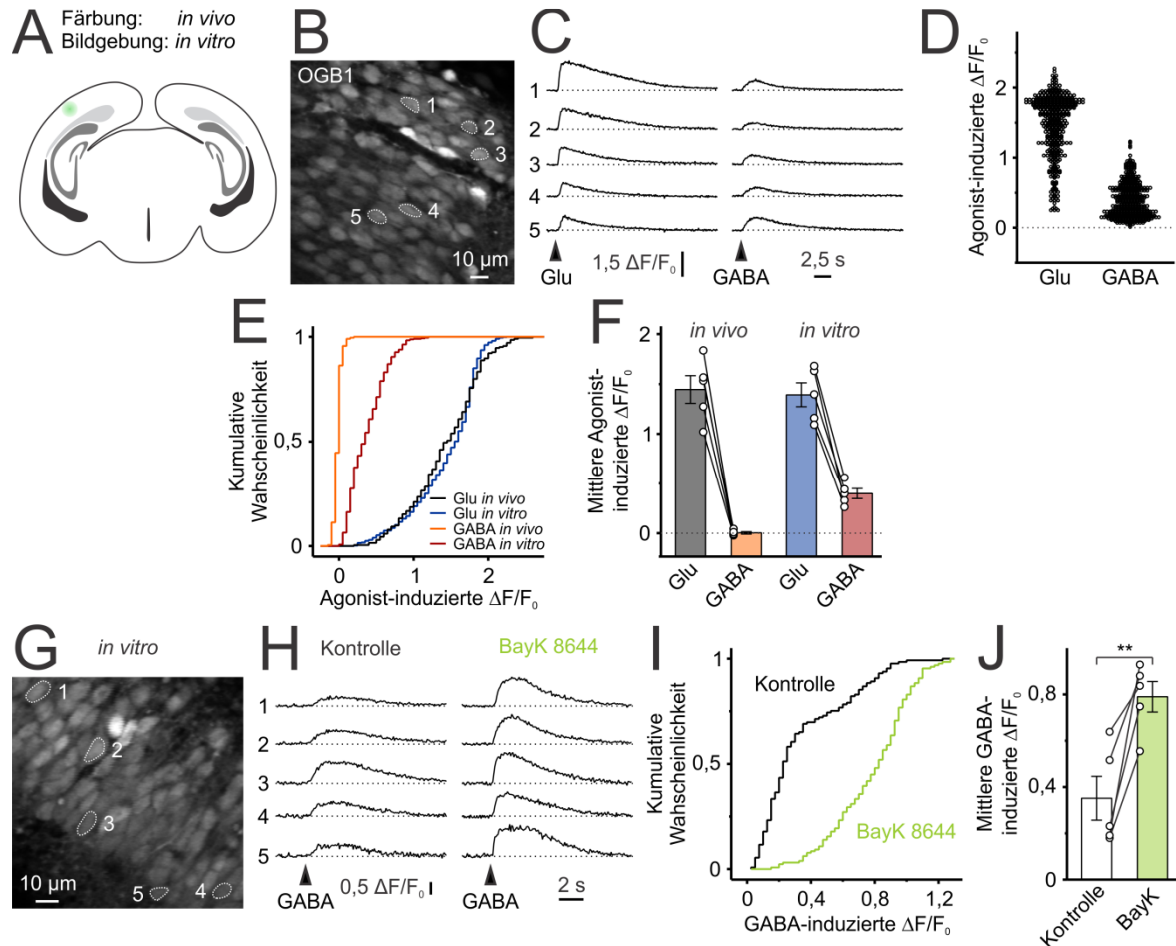 A
Färbung: in vivo
Bildgebung: in vitro
B
OGB1
1
2
3
4
5
10 µm
C
1
2
3
4
5
Glu
1,5 ΔF/F₀
GABA
2,5 s
D
Agonist-induzierte ΔF/F₀
2
1
0
Glu
GABA
E
Kumulative
Wahscheinlichkeit
1
0,5
0
0
1
2
Agonist-induzierte ΔF/F₀
Glu in vivo
Glu in vitro
GABA in vivo
GABA in vitro
F
in vivo
in vitro
Mittlere Agonist-
induzierte ΔF/F₀
2
1
0
Glu
GABA
Glu
GABA
G
in vitro
1
2
3
4
5
10 µm
H
Kontrolle
BayK 8644
1
2
3
4
5
GABA
0,5 ΔF/F₀
GABA
2 s
I
Kumulative
Wahscheinlichkeit
1
0,5
0
Kontrolle
BayK 8644
0
0,4
0,8
1,2
GABA-induzierte ΔF/F₀
J
**
Mittlere GABA-
induzierte ΔF/F₀
0,8
0,4
0
Kontrolle
BayK